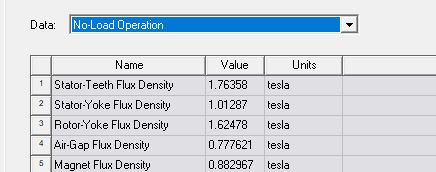 Data: No-Load Operation
Name Value Units
1 Stator-Teeth Flux Density 1.76358 tesla
2 Stator-Yoke Flux Density 1.01287 tesla
3 Rotor-Yoke Flux Density 1.62478 tesla
4 Air-Gap Flux Density 0.777621 tesla
5 Magnet Flux Density 0.882967 tesla